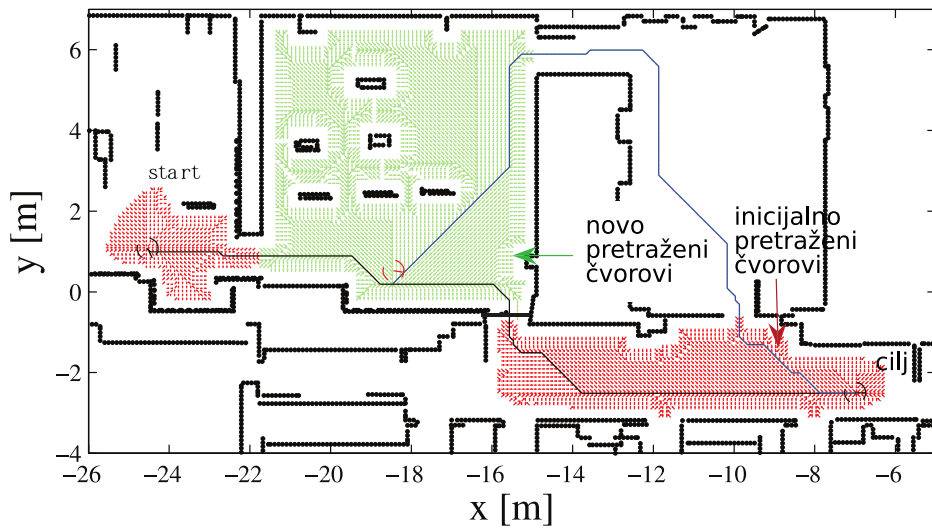 6
4
2
0
−2
−4
y [m]
start
novo
pretraženi
čvorovi
inicijalno
pretraženi
čvorovi
cilj
−26 −24 −22 −20 −18 −16 −14 −12 −10 −8 −6
x [m]